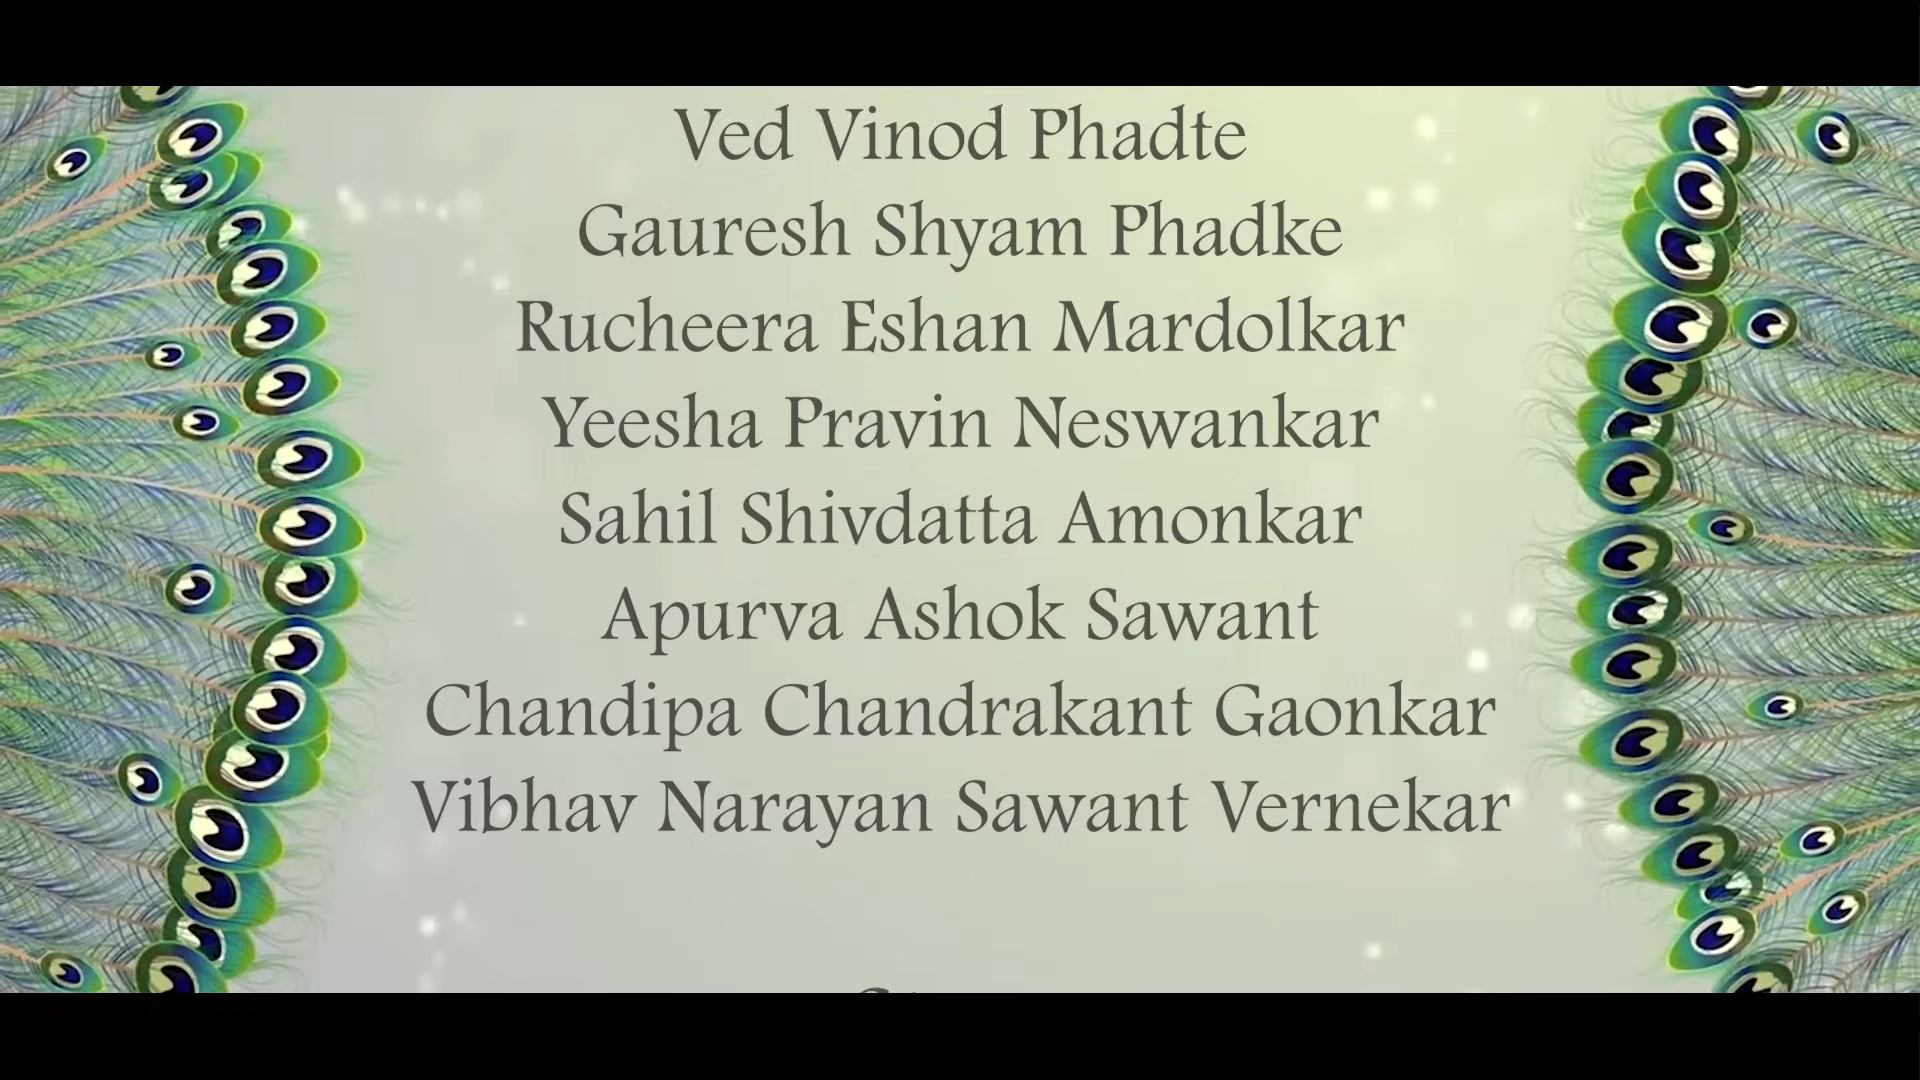 Ved Vinod Phadte
Gauresh Shyam Phadke
Rucheera Eshan Mardolkar
Yeesha Pravin Neswankar
Sahil Shivdatta Amonkar
Apurva Ashok Sawant
Chandipa Chandrakant Gaonkar
Vibhav Narayan Sawant Vernekar